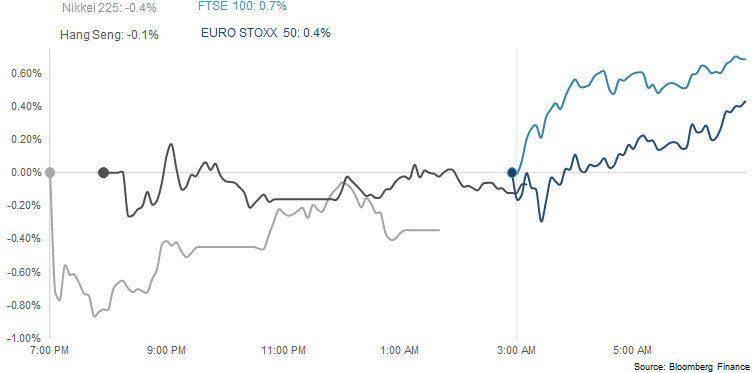 Nikkei 225: -0.4%
FTSE 100: 0.7%
Hang Seng: -0.1%
EURO STOXX 50: 0.4%
0.60%
0.40%
0.20%
0.00%
-0.20%
-0.40%
-0.60%
-0.80%
-1.00%
7:00 PM
9:00 PM
11:00 PM
1:00 AM
3:00 AM
5:00 AM
Source: Bloomberg Finance